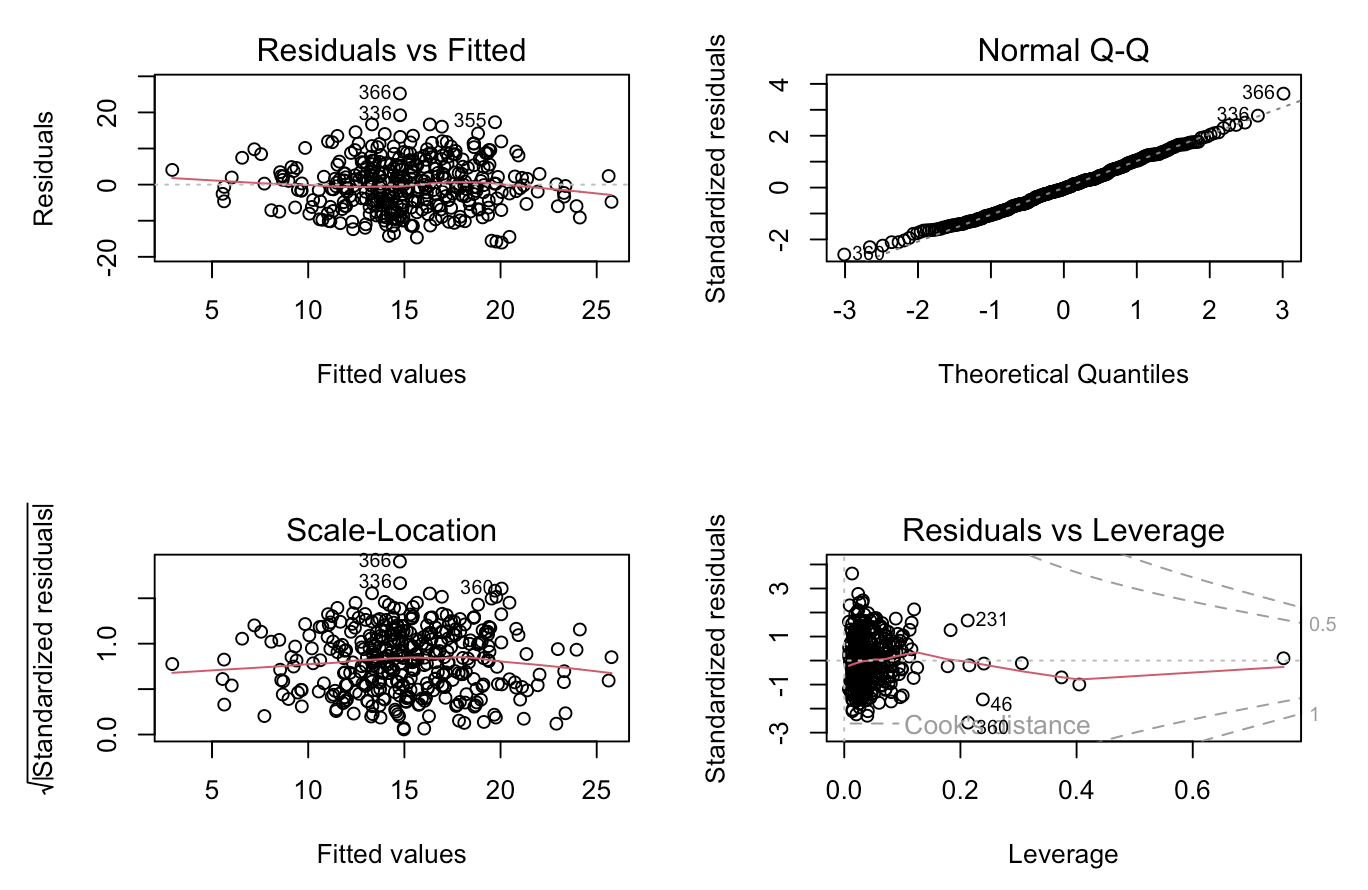 Residuals vs Fitted
Residuals
20
0
-20
366
336
355
5 10 15 20 25
Fitted values
Normal Q-Q
Standardized residuals
4
2
0
-2
366
336
360
-3 -2 -1 0 1 2 3
Theoretical Quantiles
Scale-Location
√|Standardized residuals|
1.0
0.0
366
336
360
5 10 15 20 25
Fitted values
Residuals vs Leverage
Standardized residuals
3
1
-1
-3
231
46
360
Cook's distance
0.5
1
0.0 0.2 0.4 0.6
Leverage